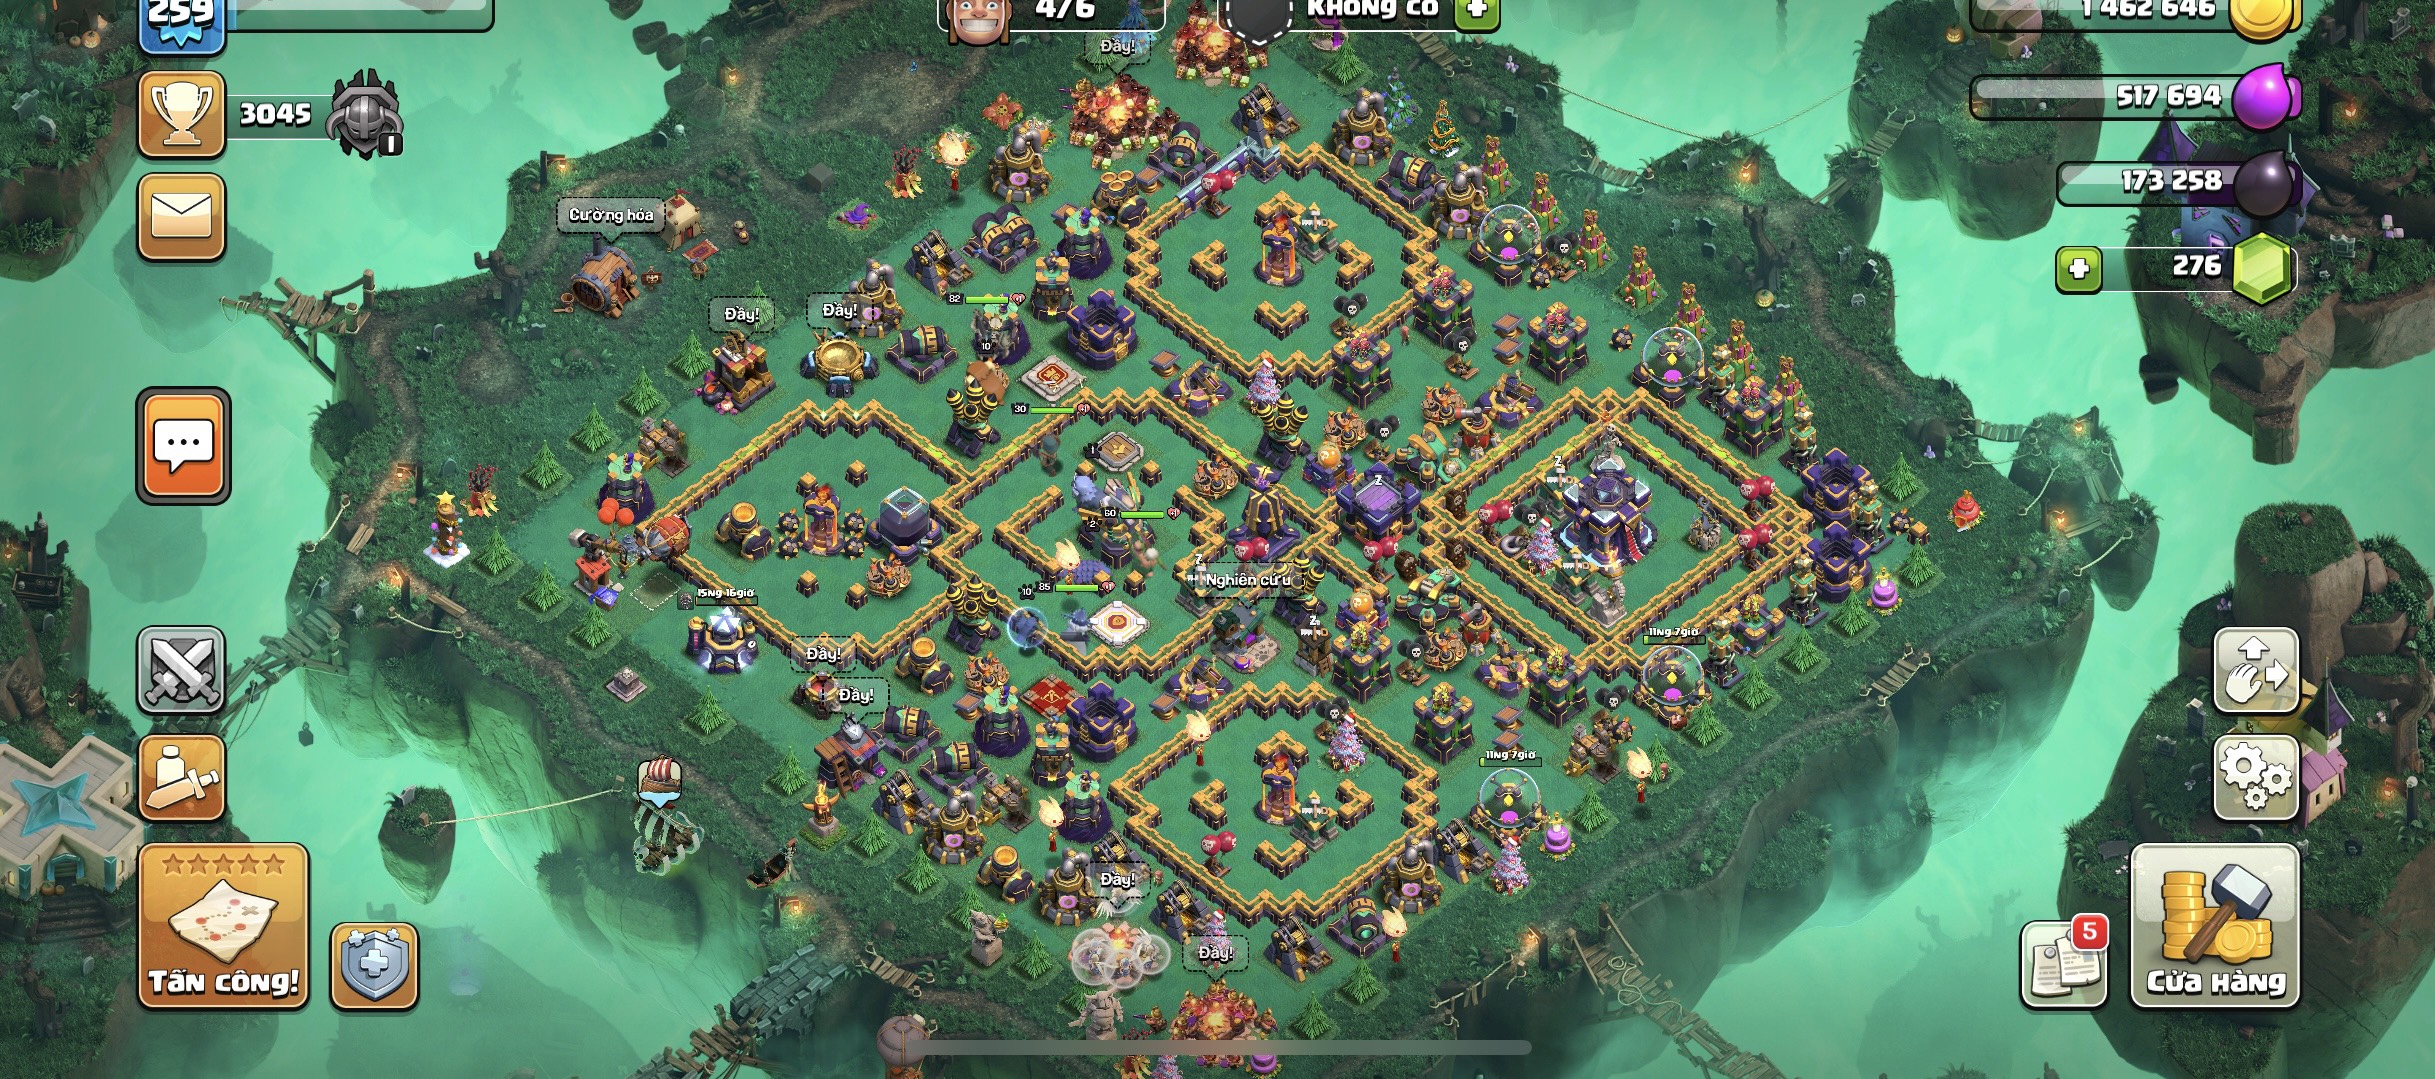 259
4/6
Không có
1 462 646
Đầy!
517 694
3045
I
173 258
Cường hóa
276
82
Đầy!
Đầy!
10
30
1
Z
Z
60
2
Z
Nghiên cứu
85
10
15Ng 16giờ
Z
11Ng 7giờ
Đầy!
Đầy!
11Ng 7giờ
Đầy!
Đầy!
5
Tấn công!
Cửa hàng